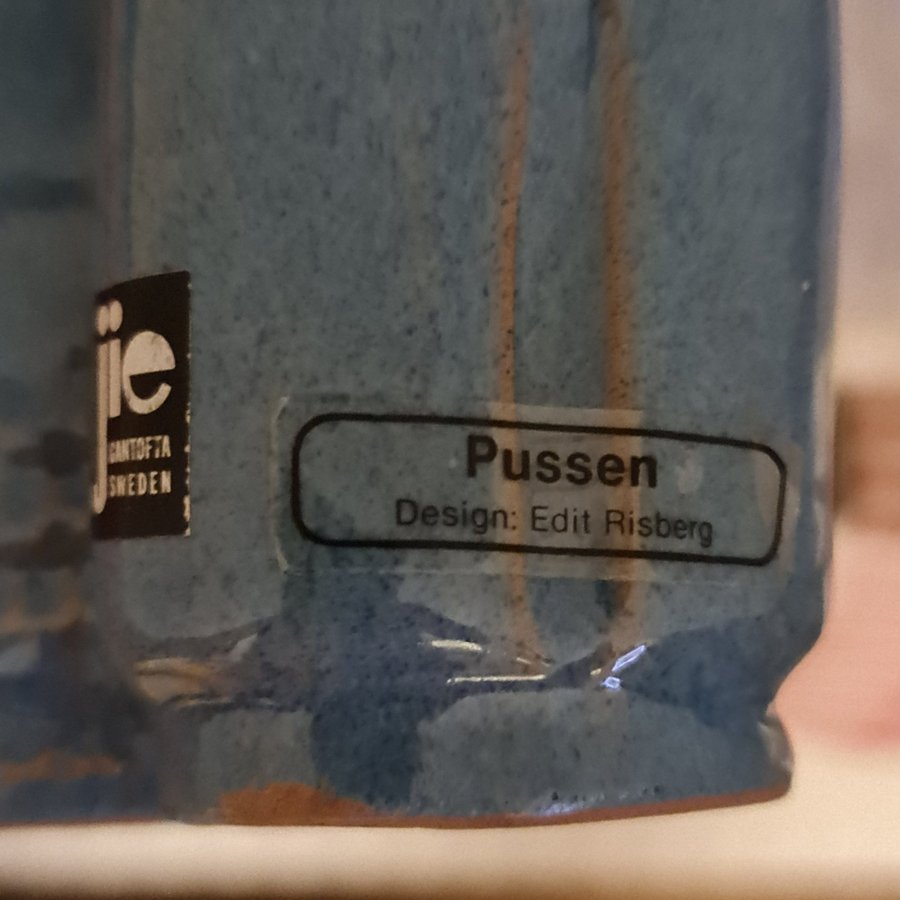 jie
GANTOFTA
SWEDEN
Pussen
Design: Edit Risberg